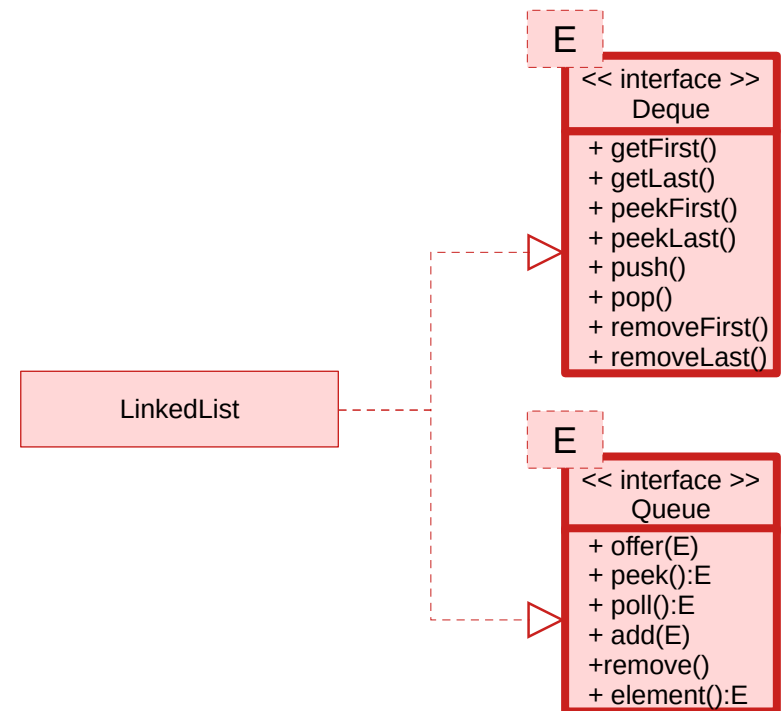 E
<< interface >>
Deque
+ getFirst()
+ getLast()
+ peekFirst()
+ peekLast()
+ push()
+ pop()
+ removeFirst()
+ removeLast()
LinkedList
E
<< interface >>
Queue
+ offer(E)
+ peek():E
+ poll():E
+ add(E)
+remove()
+ element():E